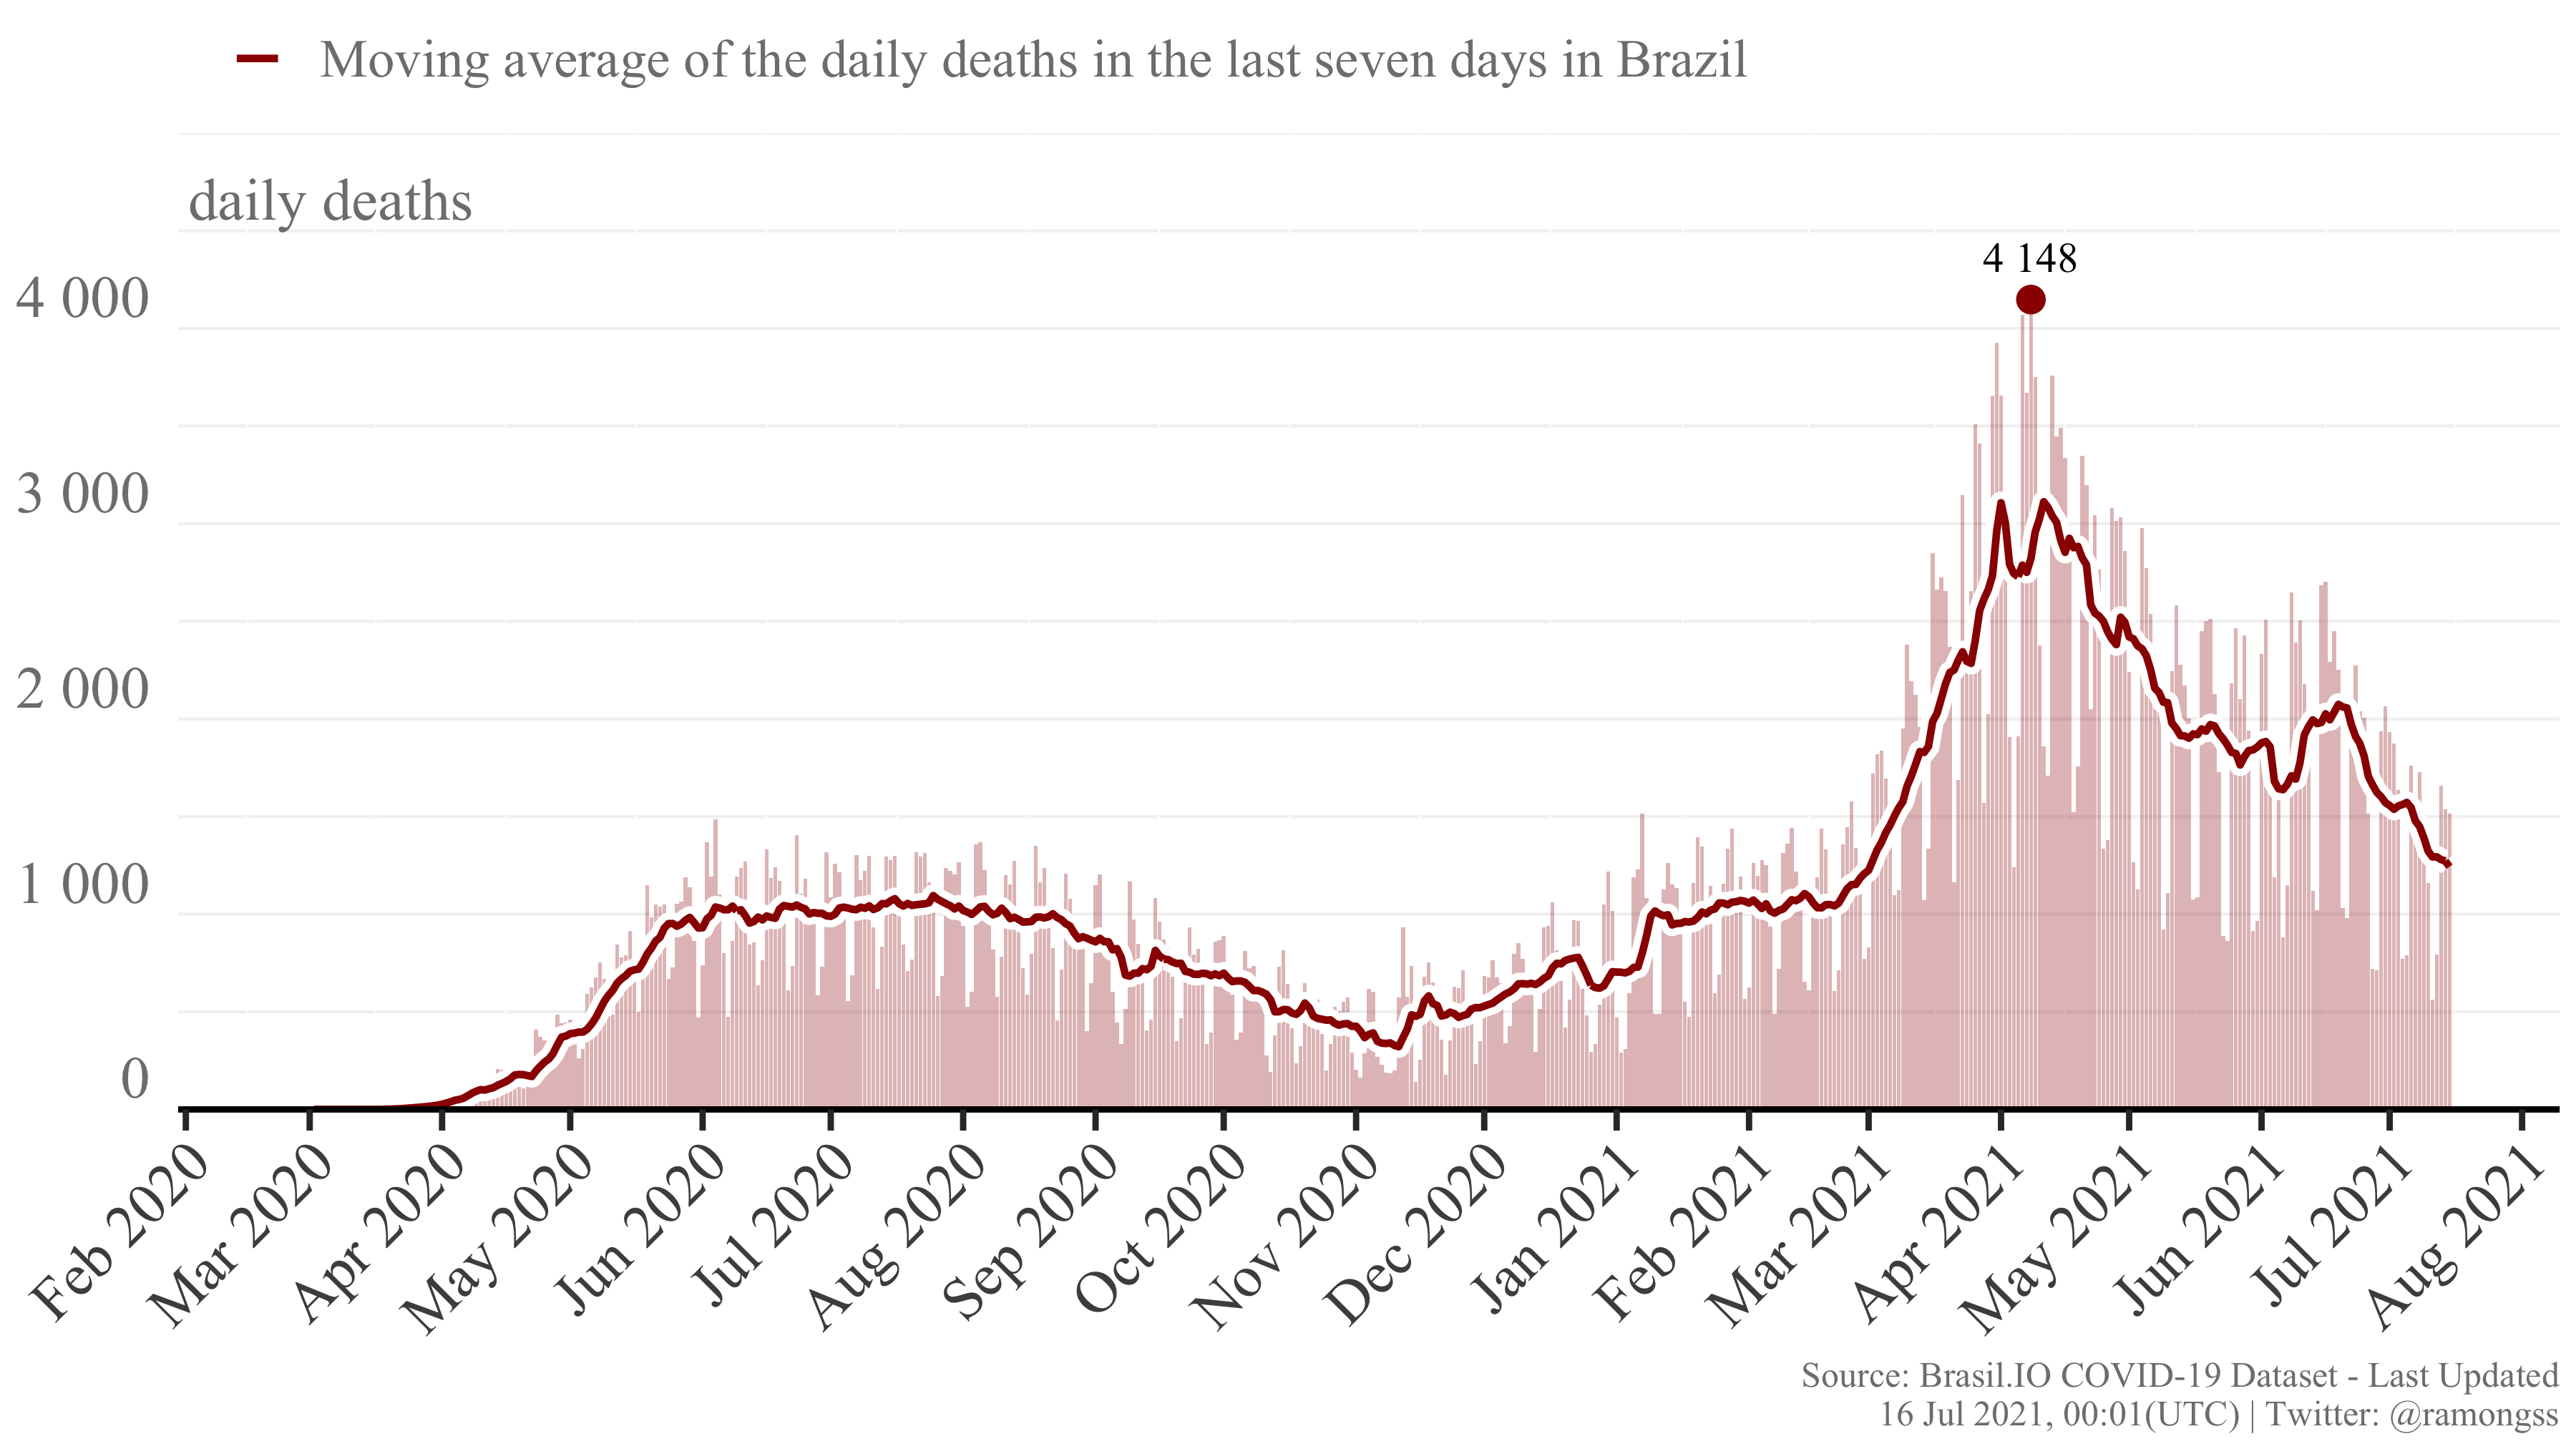 Moving average of the daily deaths in the last seven days in Brazil
daily deaths
4 148
4 000
3 000
2 000
1 000
0
Feb 2020
Mar 2020
Apr 2020
May 2020
Jun 2020
Jul 2020
Aug 2020
Sep 2020
Oct 2020
Nov 2020
Dec 2020
Jan 2021
Feb 2021
Mar 2021
Apr 2021
May 2021
Jun 2021
Jul 2021
Aug 2021
Source: Brasil.IO COVID-19 Dataset - Last Updated
16 Jul 2021, 00:01(UTC) | Twitter: @ramongss